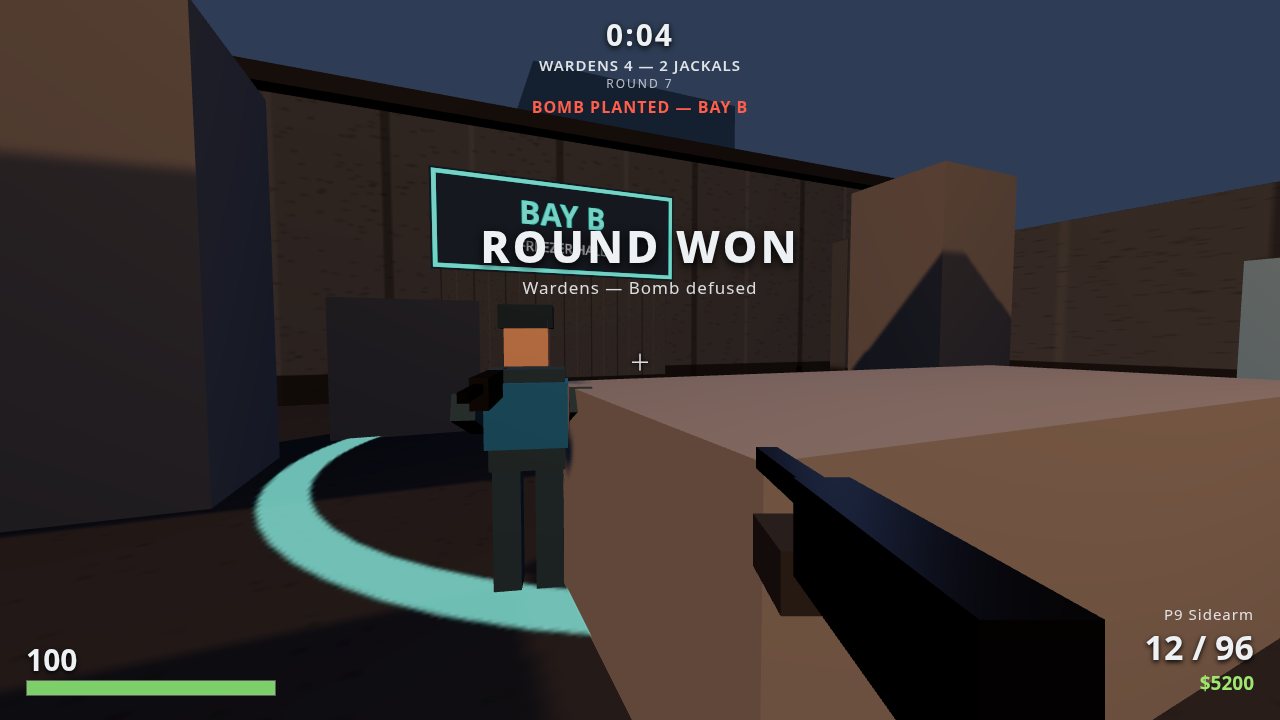 0:04
WARDENS 4 — 2 JACKALS
ROUND 7
BOMB PLANTED — BAY B
BAY B
ROUND WON
Wardens — Bomb defused
100
P9 Sidearm
12 / 96
$5200